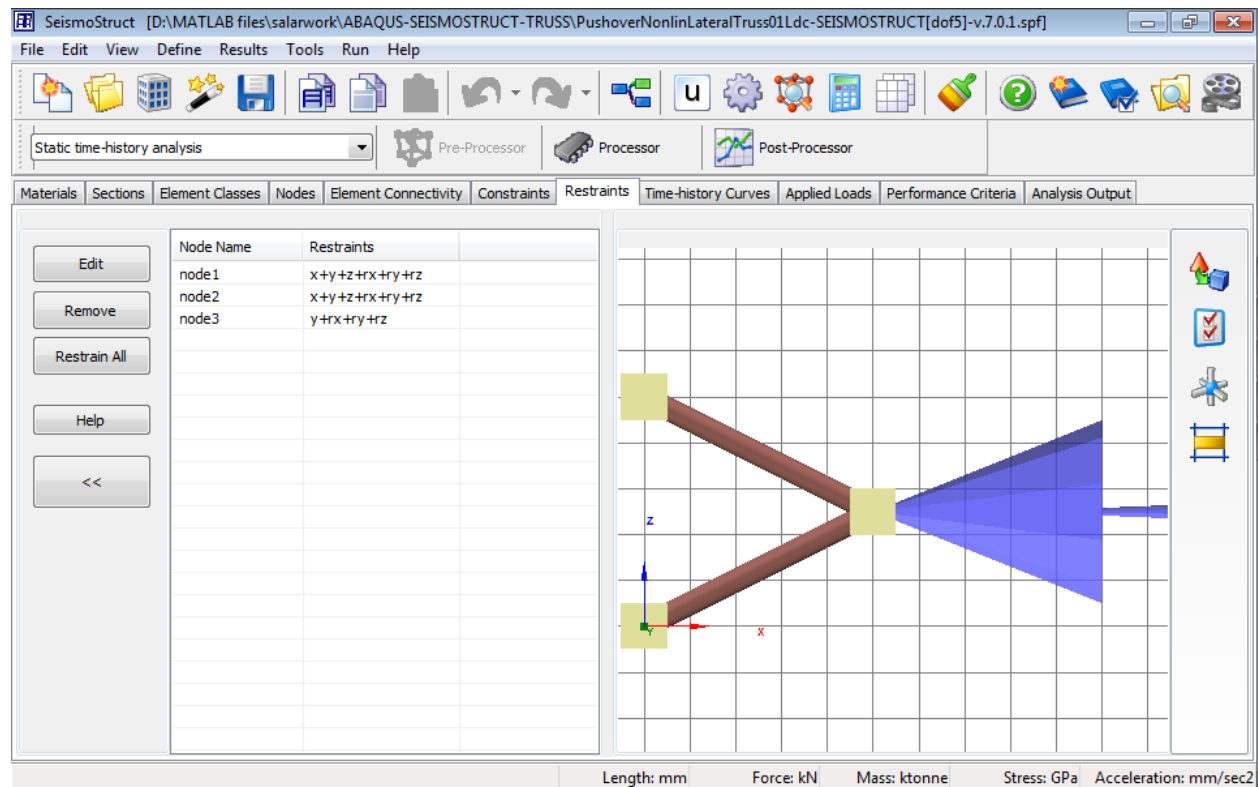 SeismoStruct [D:\MATLAB files\salarwork\ABAQUS-SEISMOSTRUCT-TRUSS\PushoverNonlinLateralTruss01Ldc-SEISMOSTRUCT[dof5]-v.7.0.1.spf]
File Edit View Define Results Tools Run Help
u
Static time-history analysis Pre-Processor Processor Post-Processor
Materials Sections Element Classes Nodes Element Connectivity Constraints Restraints Time-history Curves Applied Loads Performance Criteria Analysis Output
Edit
Remove
Restrain All
Help
<<
Node Name Restraints
node1 x+y+z+rx+ry+rz
node2 x+y+z+rx+ry+rz
node3 y+rx+ry+rz
z
Y
x
Length: mm Force: kN Mass: ktonne Stress: GPa Acceleration: mm/sec2